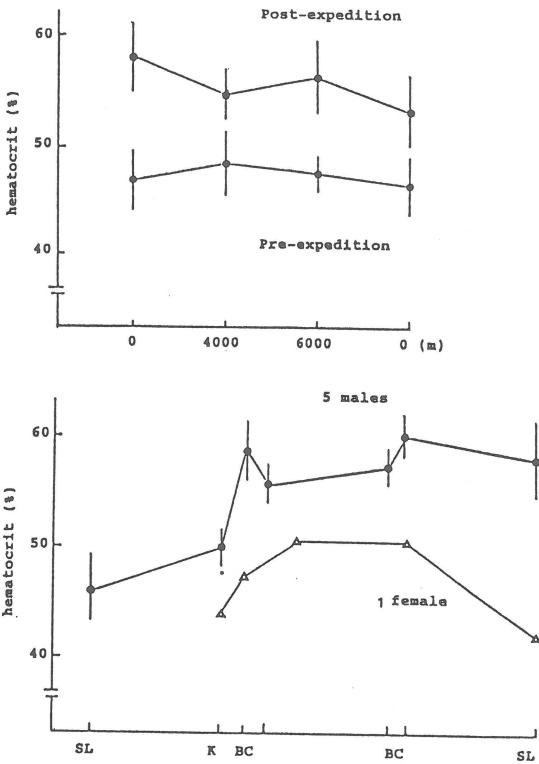 Post-expedition
60
50
40
hematocrit (%)
Pre-expedition
0 4000 6000 0 (m)
5 males
60
50
40
hematocrit (%)
1 female
SL K BC BC SL